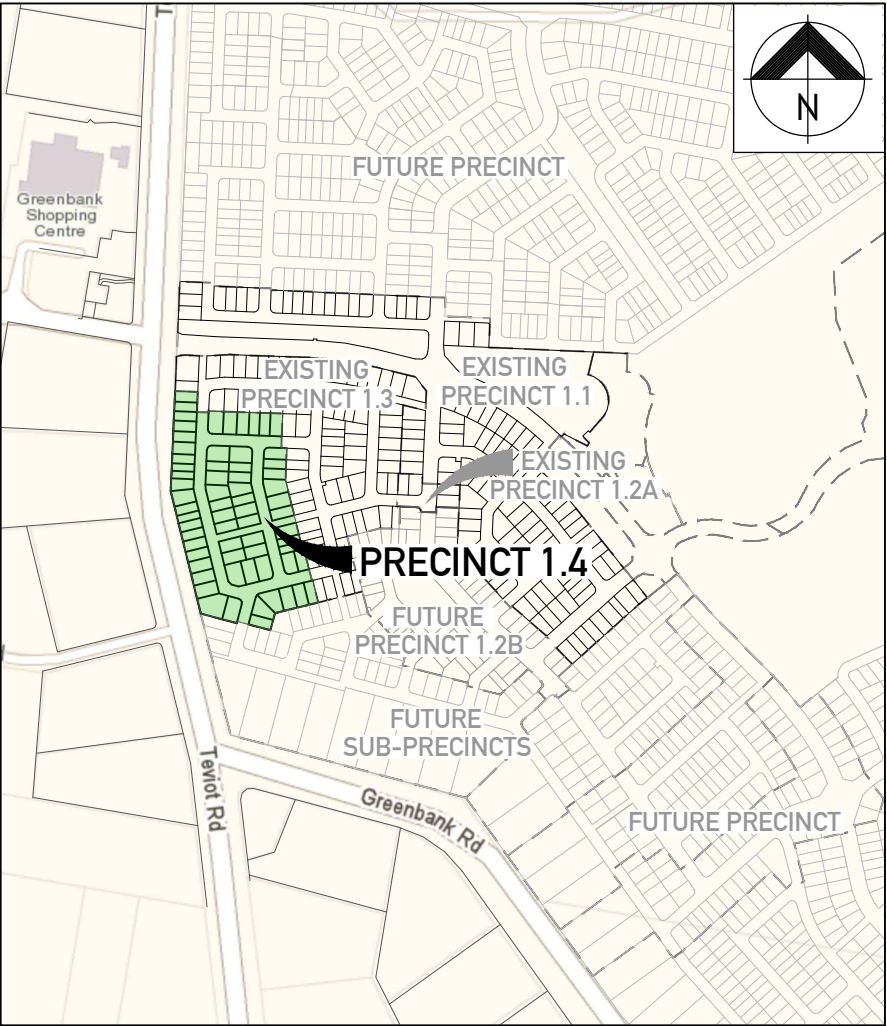 T
N
FUTURE PRECINCT
Greenbank
Shopping
Centre
EXISTING
PRECINCT 1.3
EXISTING
PRECINCT 1.1
EXISTING
PRECINCT 1.2A
PRECINCT 1.4
FUTURE
PRECINCT 1.2B
FUTURE
SUB-PRECINCTS
Teviot Rd
Greenbank Rd
FUTURE PRECINCT